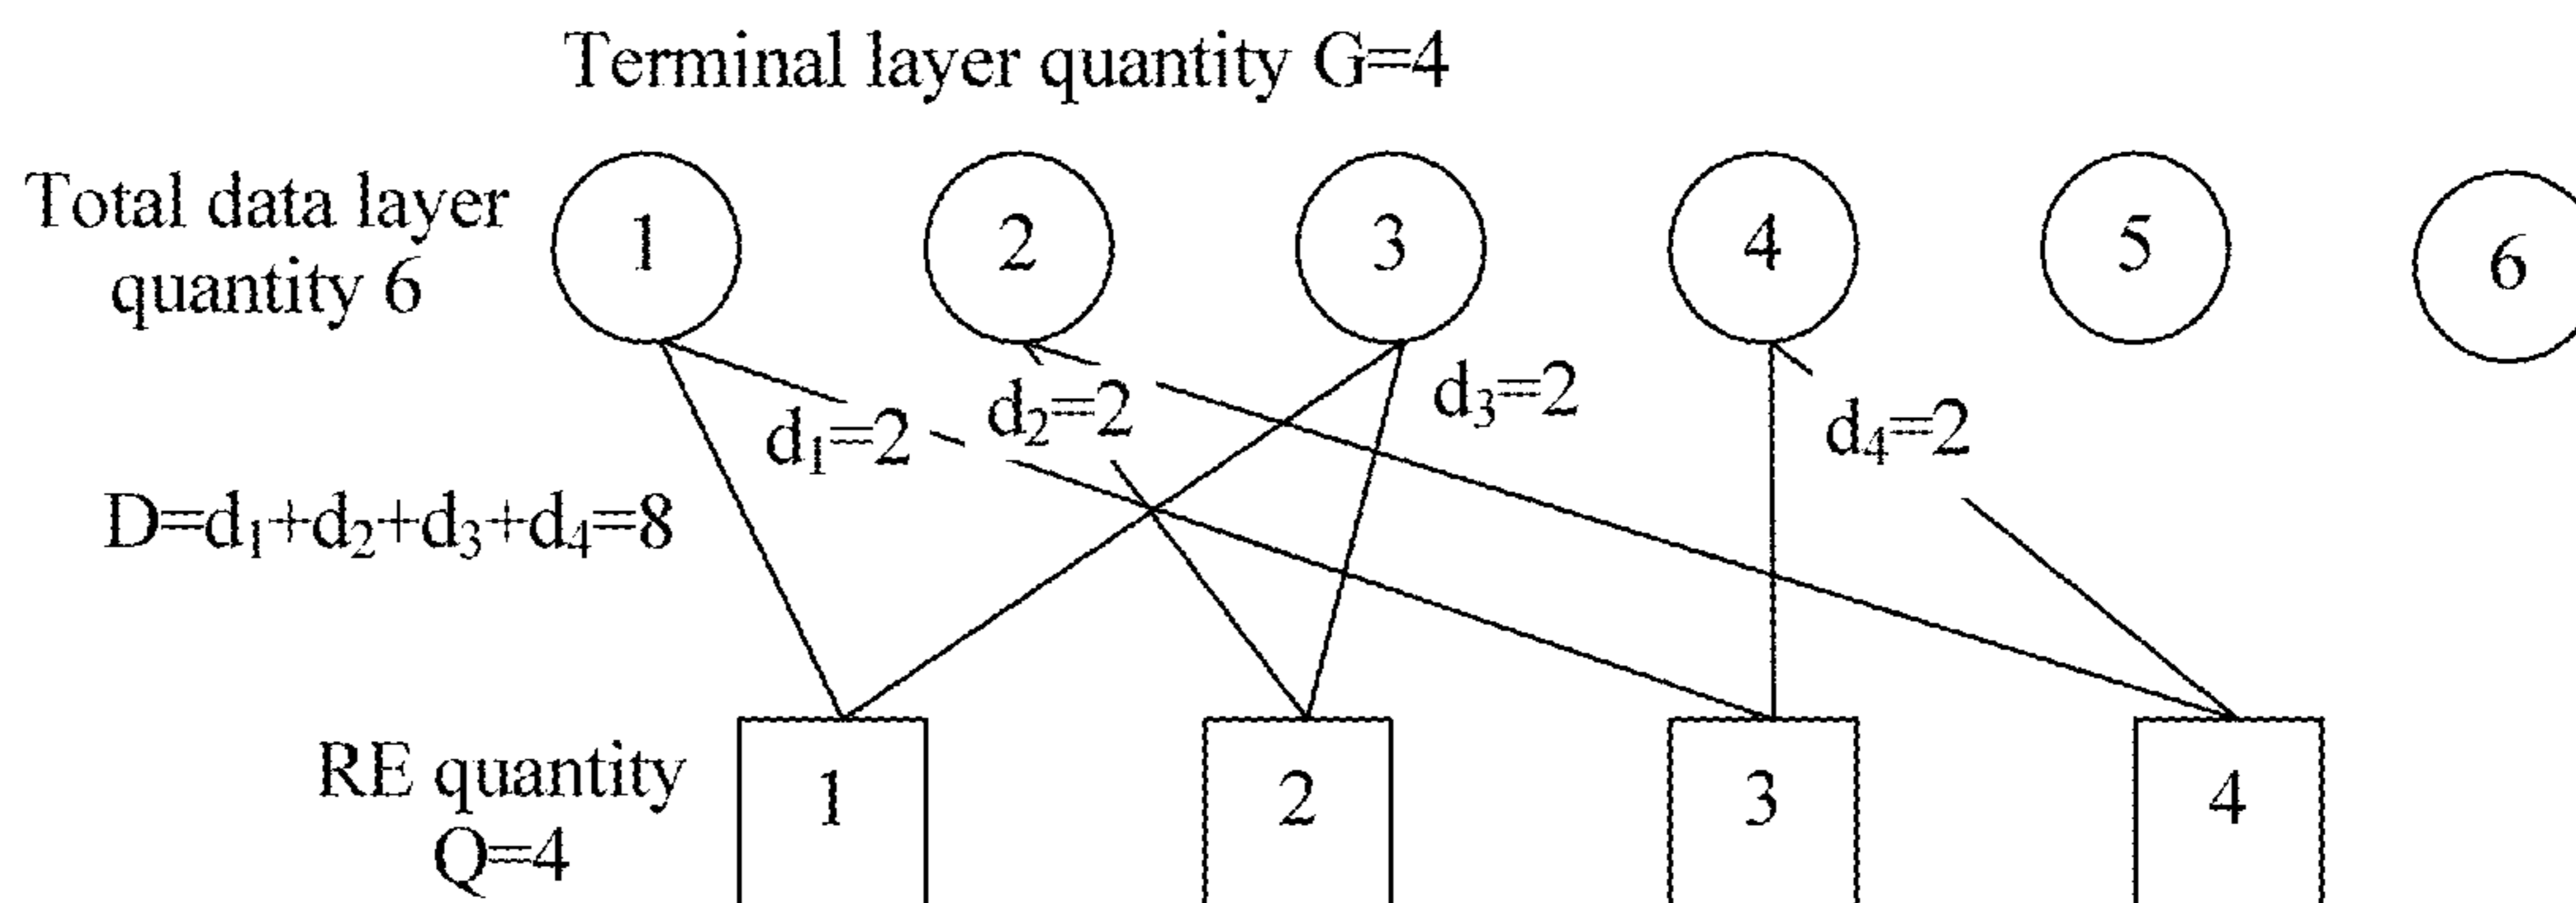 Terminal layer quantity G=4
Total data layer
quantity 6
1 2 3 4 5 6
d₁=2 d₂=2 d₃=2 d₄=2
D=d₁+d₂+d₃+d₄=8
RE quantity
Q=4
1 2 3 4